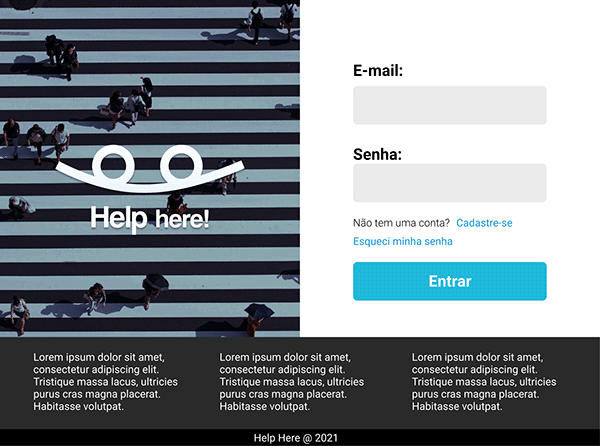 Help here!
E-mail:
Senha:
Não tem uma conta? Cadastre-se
Esqueci minha senha
Entrar
Lorem ipsum dolor sit amet,
consectetur adipiscing elit.
Tristique massa lacus, ultricies
purus cras magna placerat.
Habitasse volutpat.
Lorem ipsum dolor sit amet,
consectetur adipiscing elit.
Tristique massa lacus, ultricies
purus cras magna placerat.
Habitasse volutpat.
Lorem ipsum dolor sit amet,
consectetur adipiscing elit.
Tristique massa lacus, ultricies
purus cras magna placerat.
Habitasse volutpat.
Help Here @ 2021